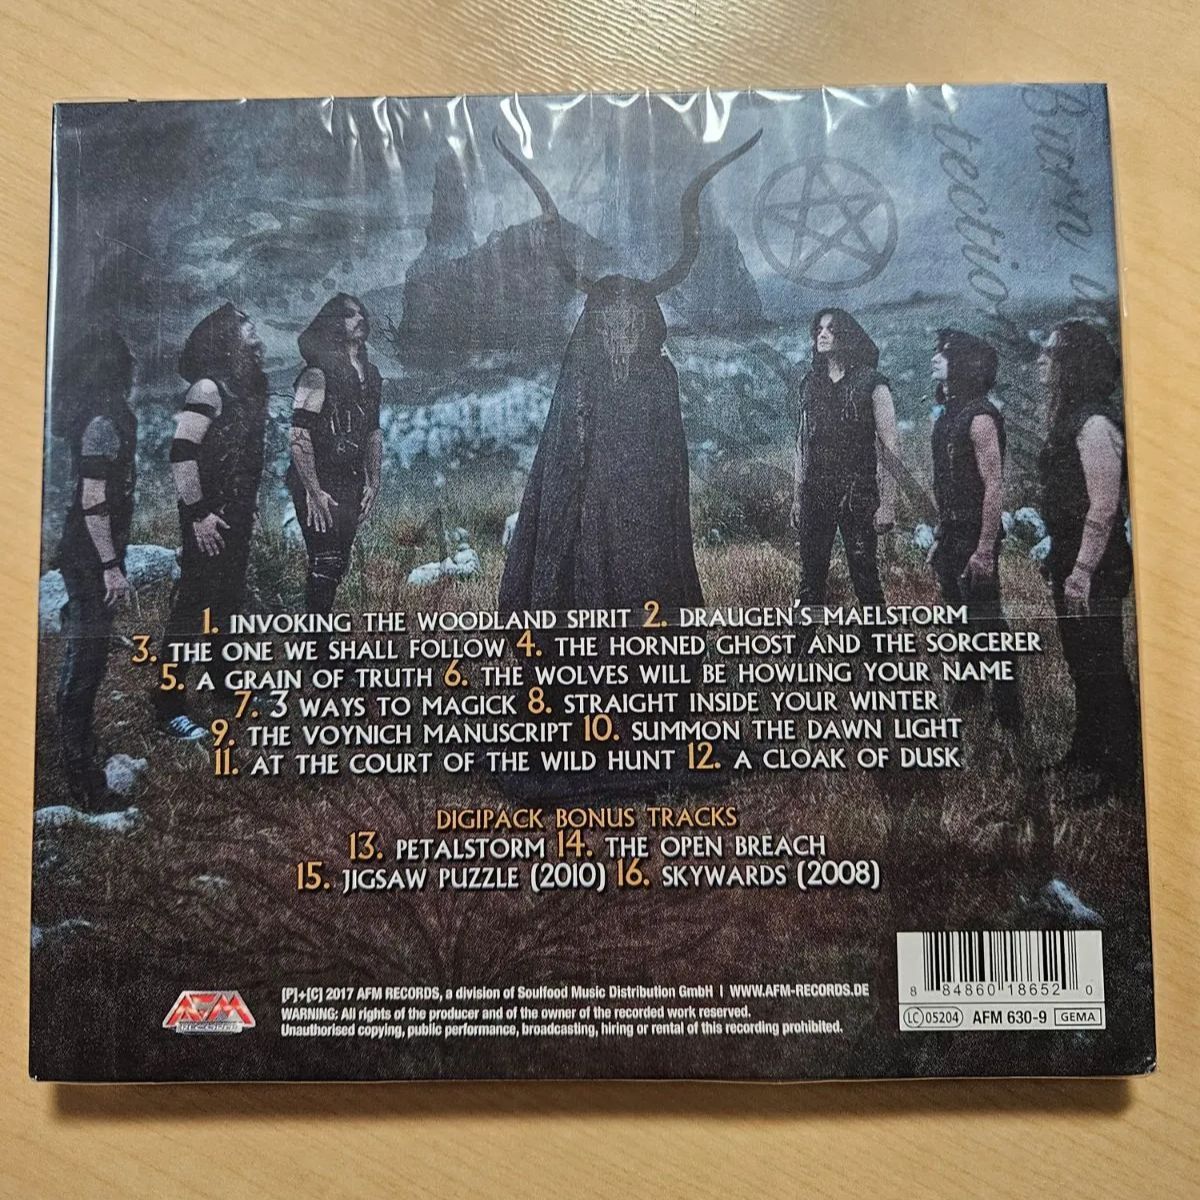 Burn
tection
1. INVOKING THE WOODLAND SPIRIT 2. DRAUGEN'S MAELSTORM
3. THE ONE WE SHALL FOLLOW 4. THE HORNED GHOST AND THE SORCERER
5. A GRAIN OF TRUTH 6. THE WOLVES WILL BE HOWLING YOUR NAME
7. 3 WAYS TO MAGICK 8. STRAIGHT INSIDE YOUR WINTER
9. THE VOYNICH MANUSCRIPT 10. SUMMON THE DAWN LIGHT
11. AT THE COURT OF THE WILD HUNT 12. A CLOAK OF DUSK
DIGIPACK BONUS TRACKS
13. PETALSTORM 14. THE OPEN BREACH
15. JIGSAW PUZZLE (2010) 16. SKYWARDS (2008)
AFM
RECORDS
[P]+[C] 2017 AFM RECORDS, a division of Soulfood Music Distribution GmbH | WWW.AFM-RECORDS.DE
WARNING: All rights of the producer and of the owner of the recorded work reserved.
Unauthorised copying, public performance, broadcasting, hiring or rental of this recording prohibited.
8 84860 18652 0
LC 05204 AFM 630-9 GEMA